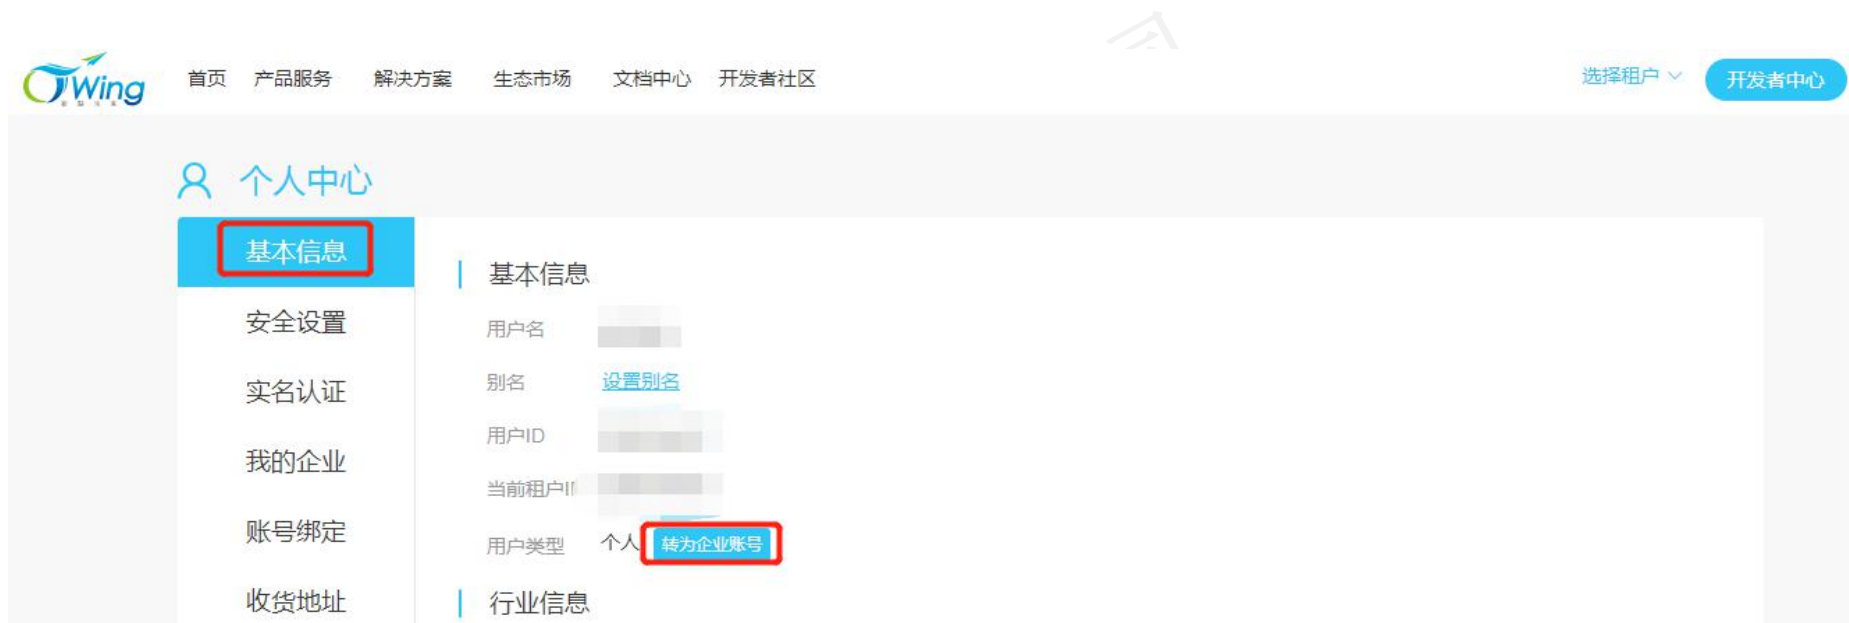 CTWing
首页 产品服务 解决方案 生态市场 文档中心 开发者社区 选择租户 开发者中心
个人中心
基本信息
安全设置
实名认证
我的企业
账号绑定
收货地址
基本信息
用户名
别名 设置别名
用户ID
当前租户I
用户类型 个人 转为企业账号
行业信息